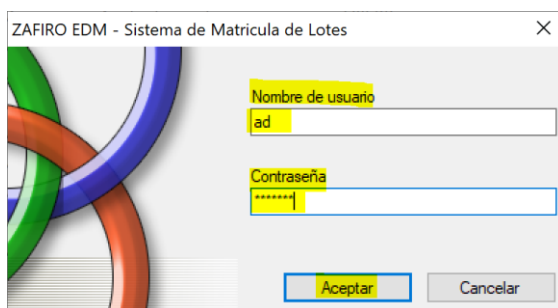 ZAFIRO EDM - Sistema de Matricula de Lotes
Nombre de usuario
ad
Contraseña
*******
Aceptar
Cancelar